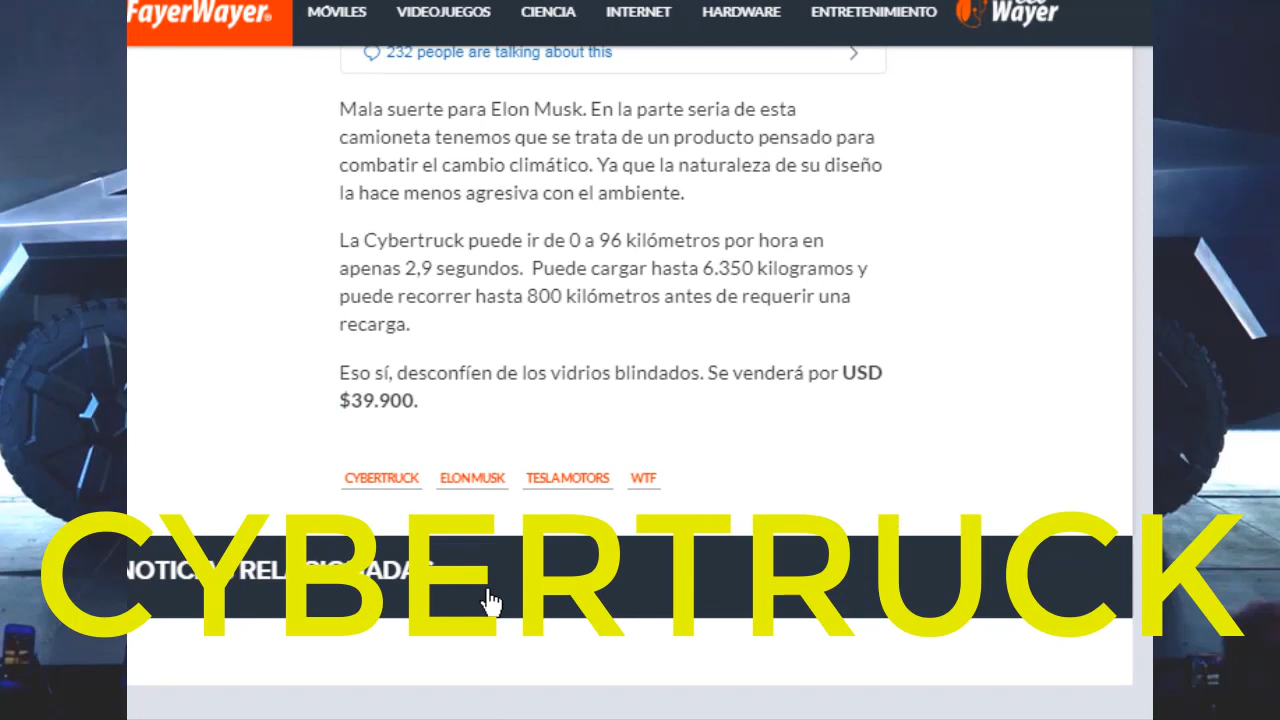 FayerWayer®
MÓVILES VIDEOJUEGOS CIENCIA INTERNET HARDWARE ENTRETENIMIENTO Wayer
232 people are talking about this
Mala suerte para Elon Musk. En la parte seria de esta
camioneta tenemos que se trata de un producto pensado para
combatir el cambio climático. Ya que la naturaleza de su diseño
la hace menos agresiva con el ambiente.
La Cybertruck puede ir de 0 a 96 kilómetros por hora en
apenas 2,9 segundos. Puede cargar hasta 6.350 kilogramos y
puede recorrer hasta 800 kilómetros antes de requerir una
recarga.
Eso sí, desconfíen de los vidrios blindados. Se venderá por USD
$39.900.
CYBERTRUCK ELON MUSK TESLA MOTORS WTF
NOTICIAS RELACIONADAS
CYBERTRUCK